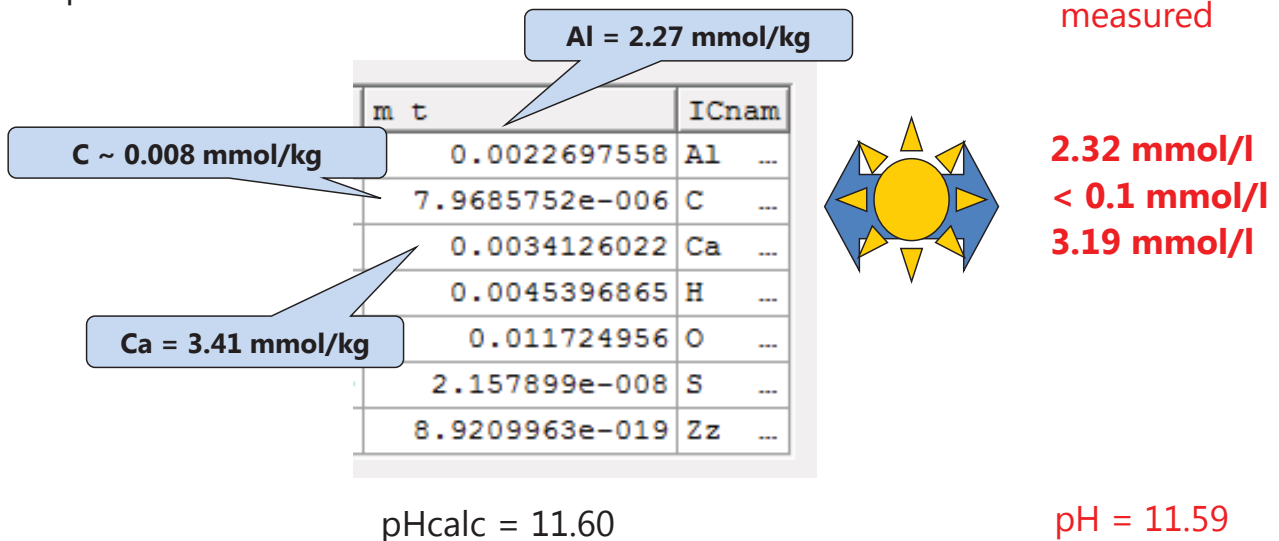 measured
Al = 2.27 mmol/kg
m t ICnam
C ~ 0.008 mmol/kg
0.0022697558 Al ...
7.9685752e-006 C ...
0.0034126022 Ca ...
0.0045396865 H ...
Ca = 3.41 mmol/kg
0.011724956 O ...
2.157899e-008 S ...
8.9209963e-019 Zz ...
2.32 mmol/l
< 0.1 mmol/l
3.19 mmol/l
pHcalc = 11.60
pH = 11.59